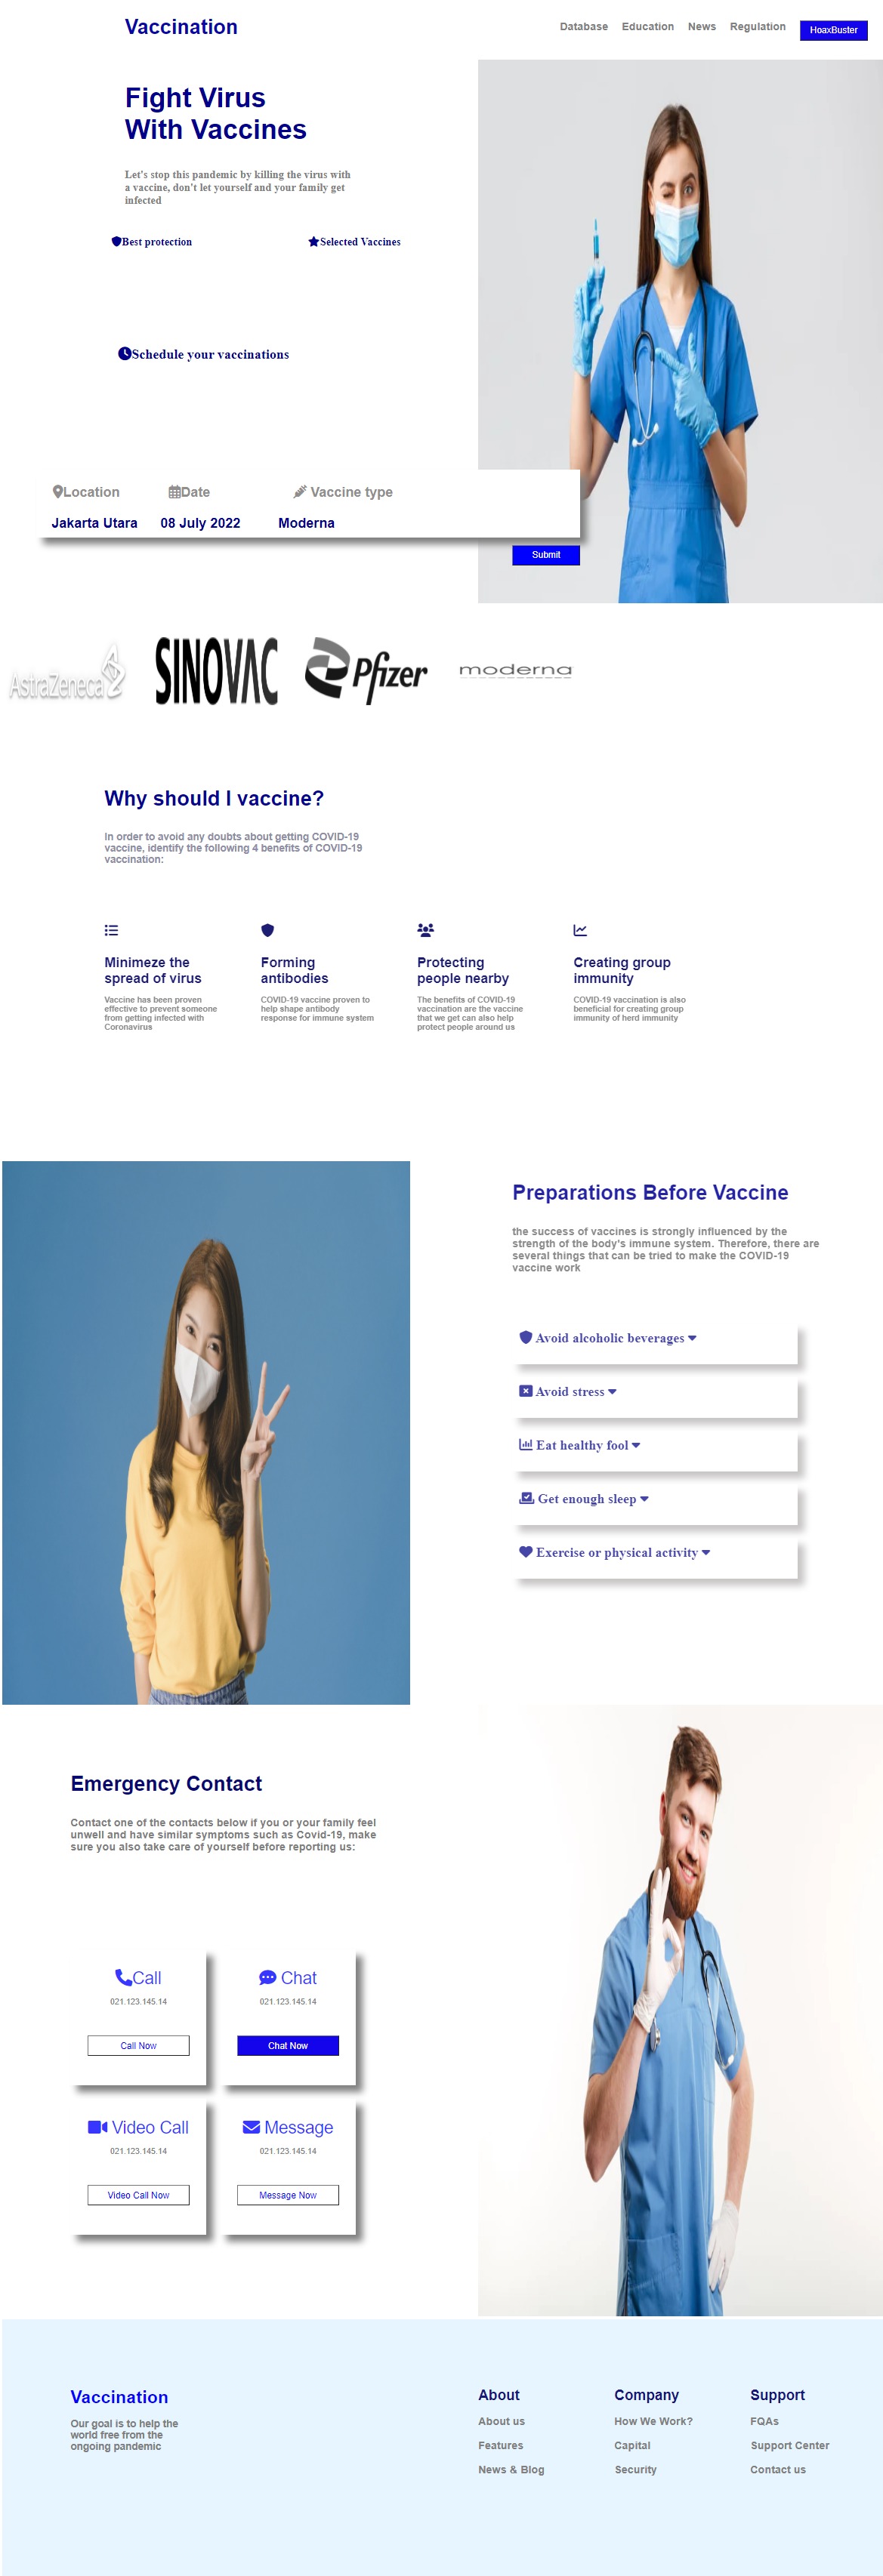 Vaccination
Database Education News Regulation HoaxBuster
Fight Virus
With Vaccines
Let's stop this pandemic by killing the virus with
a vaccine, don't let yourself and your family get
infected
Best protection
Selected Vaccines
Schedule your vaccinations
Location Date Vaccine type
Jakarta Utara 08 July 2022 Moderna
Submit
AstraZeneca SINOVAC Pfizer moderna
Why should I vaccine?
In order to avoid any doubts about getting COVID-19
vaccine, identify the following 4 benefits of COVID-19
vaccination:
Minimeze the
spread of virus
Vaccine has been proven
effective to prevent someone
from getting infected with
Coronavirus
Forming
antibodies
COVID-19 vaccine proven to
help shape antibody
response for immune system
Protecting
people nearby
The benefits of COVID-19
vaccination are the vaccine
that we get can also help
protect people around us
Creating group
immunity
COVID-19 vaccination is also
beneficial for creating group
immunity of herd immunity
Preparations Before Vaccine
the success of vaccines is strongly influenced by the
strength of the body's immune system. Therefore, there are
several things that can be tried to make the COVID-19
vaccine work
Avoid alcoholic beverages
Avoid stress
Eat healthy fool
Get enough sleep
Exercise or physical activity
Emergency Contact
Contact one of the contacts below if you or your family feel
unwell and have similar symptoms such as Covid-19, make
sure you also take care of yourself before reporting us:
Call
021.123.145.14
Call Now
Chat
021.123.145.14
Chat Now
Video Call
021.123.145.14
Video Call Now
Message
021.123.145.14
Message Now
Vaccination
Our goal is to help the
world free from the
ongoing pandemic
About
About us
Features
News & Blog
Company
How We Work?
Capital
Security
Support
FQAs
Support Center
Contact us